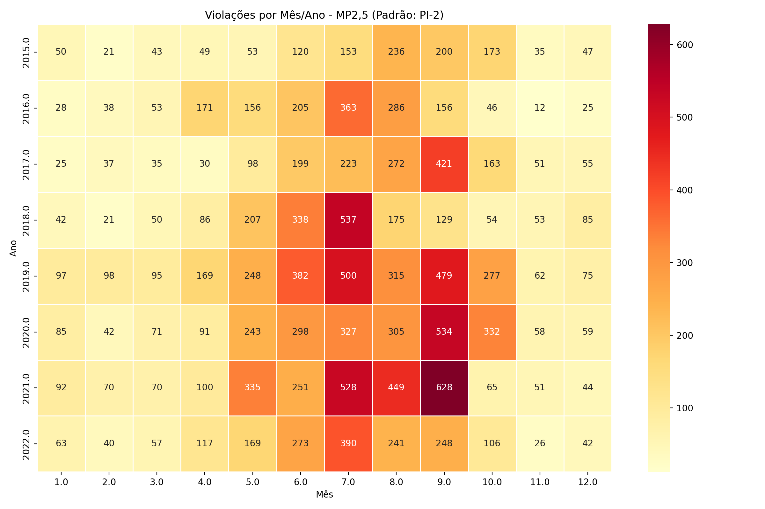 Violações por Mês/Ano - MP2,5 (Padrão: PI-2)
Ano
2015.0 50 21 43 49 53 120 153 236 200 173 35 47
2016.0 28 38 53 171 156 205 363 286 156 46 12 25
2017.0 25 37 35 30 98 199 223 272 421 163 51 55
2018.0 42 21 50 86 207 338 537 175 129 54 53 85
2019.0 97 98 95 169 248 382 500 315 479 277 62 75
2020.0 85 42 71 91 243 298 327 305 534 332 58 59
2021.0 92 70 70 100 335 251 528 449 628 65 51 44
2022.0 63 40 57 117 169 273 390 241 248 106 26 42
1.0 2.0 3.0 4.0 5.0 6.0 7.0 8.0 9.0 10.0 11.0 12.0
Mês
600
500
400
300
200
100